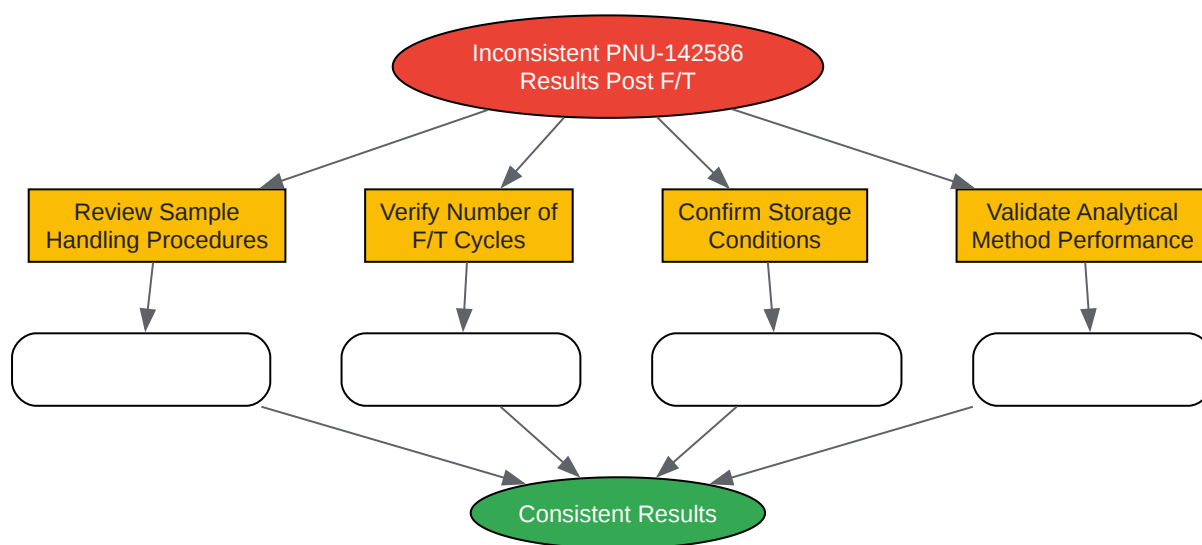 Inconsistent PNU-142586
Results Post F/T
Review Sample
Handling Procedures
Verify Number of
F/T Cycles
Confirm Storage
Conditions
Validate Analytical
Method Performance
Consistent Results